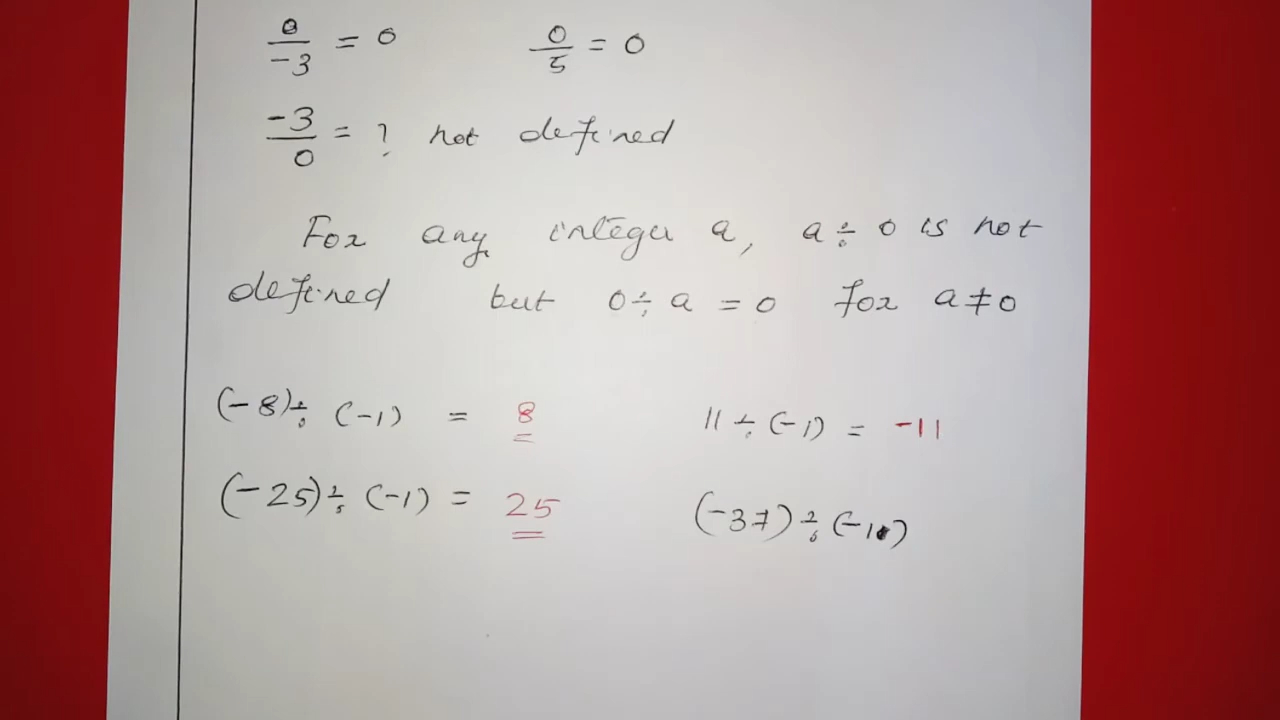 0/-3 = 0 0/5 = 0
-3/0 = ? not defined
For any integer a, a ÷ 0 is not
defined but 0 ÷ a = 0 for a ≠ 0
(-8) ÷ (-1) = 8 11 ÷ (-1) = -11
(-25) ÷ (-1) = 25 (-37) ÷ (-1)